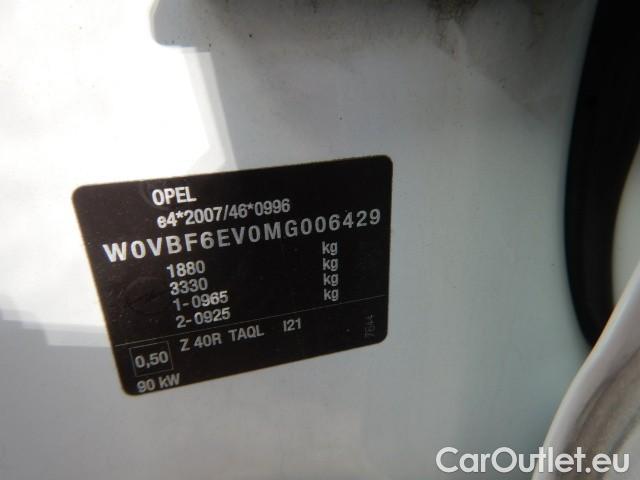 OPEL
e4*2007/46*0996
W0VBF6EV0MG006429
1880 kg
3330 kg
1-0965 kg
2-0925 kg
0,50 Z 40R TAQL I21
7644
90 kW
CarOutlet.eu